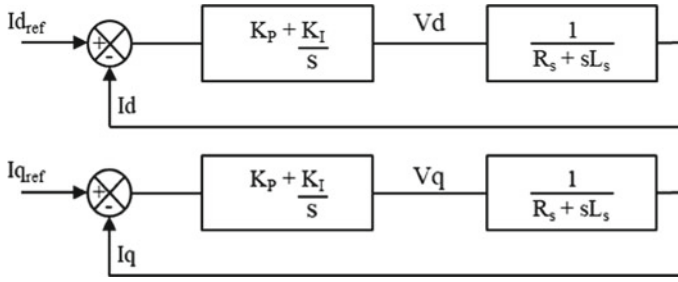 Id_ref
K_P + K_I/s
Vd
1/(R_s + sL_s)
+
-
Id
Iq_ref
K_P + K_I/s
Vq
1/(R_s + sL_s)
+
-
Iq